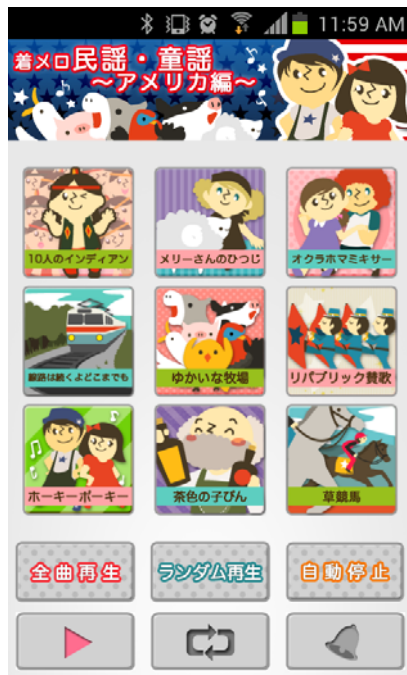 11:59 AM
着メロ民謡・童謡
～アメリカ編～
10人のインディアン
メリーさんのひつじ
オクラホマミキサー
線路は続くよどこまでも
ゆかいな牧場
リパブリック賛歌
ホーキーポーキー
茶色の子びん
草競馬
全曲再生
ランダム再生
自動停止